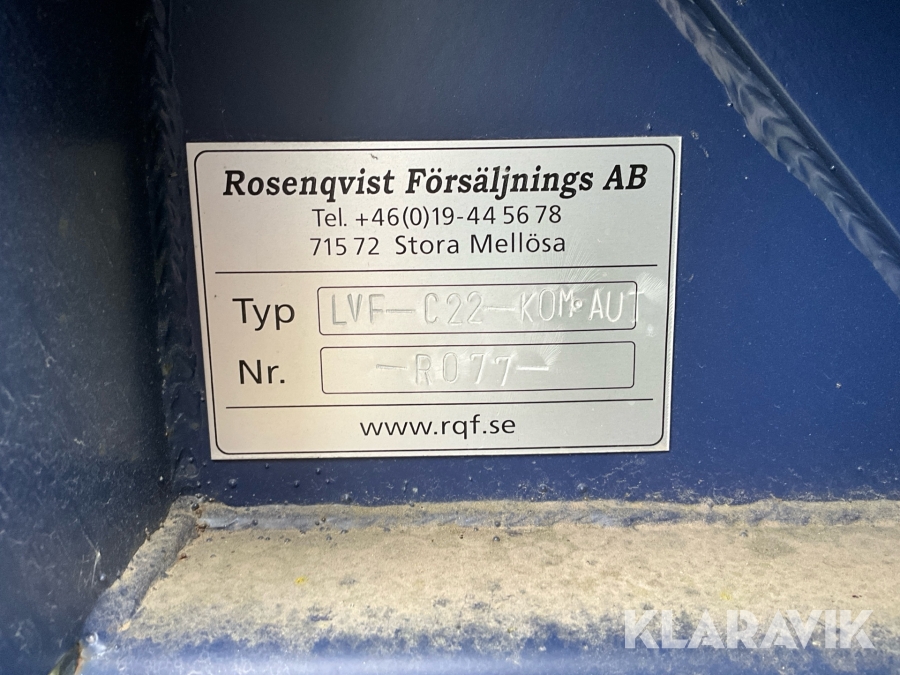 Rosenqvist Försäljnings AB
Tel. +46(0)19-44 56 78
715 72 Stora Mellösa
Typ LVF-C22-KOM·AUT
Nr. -R077-
www.rqf.se
KLARAVIK